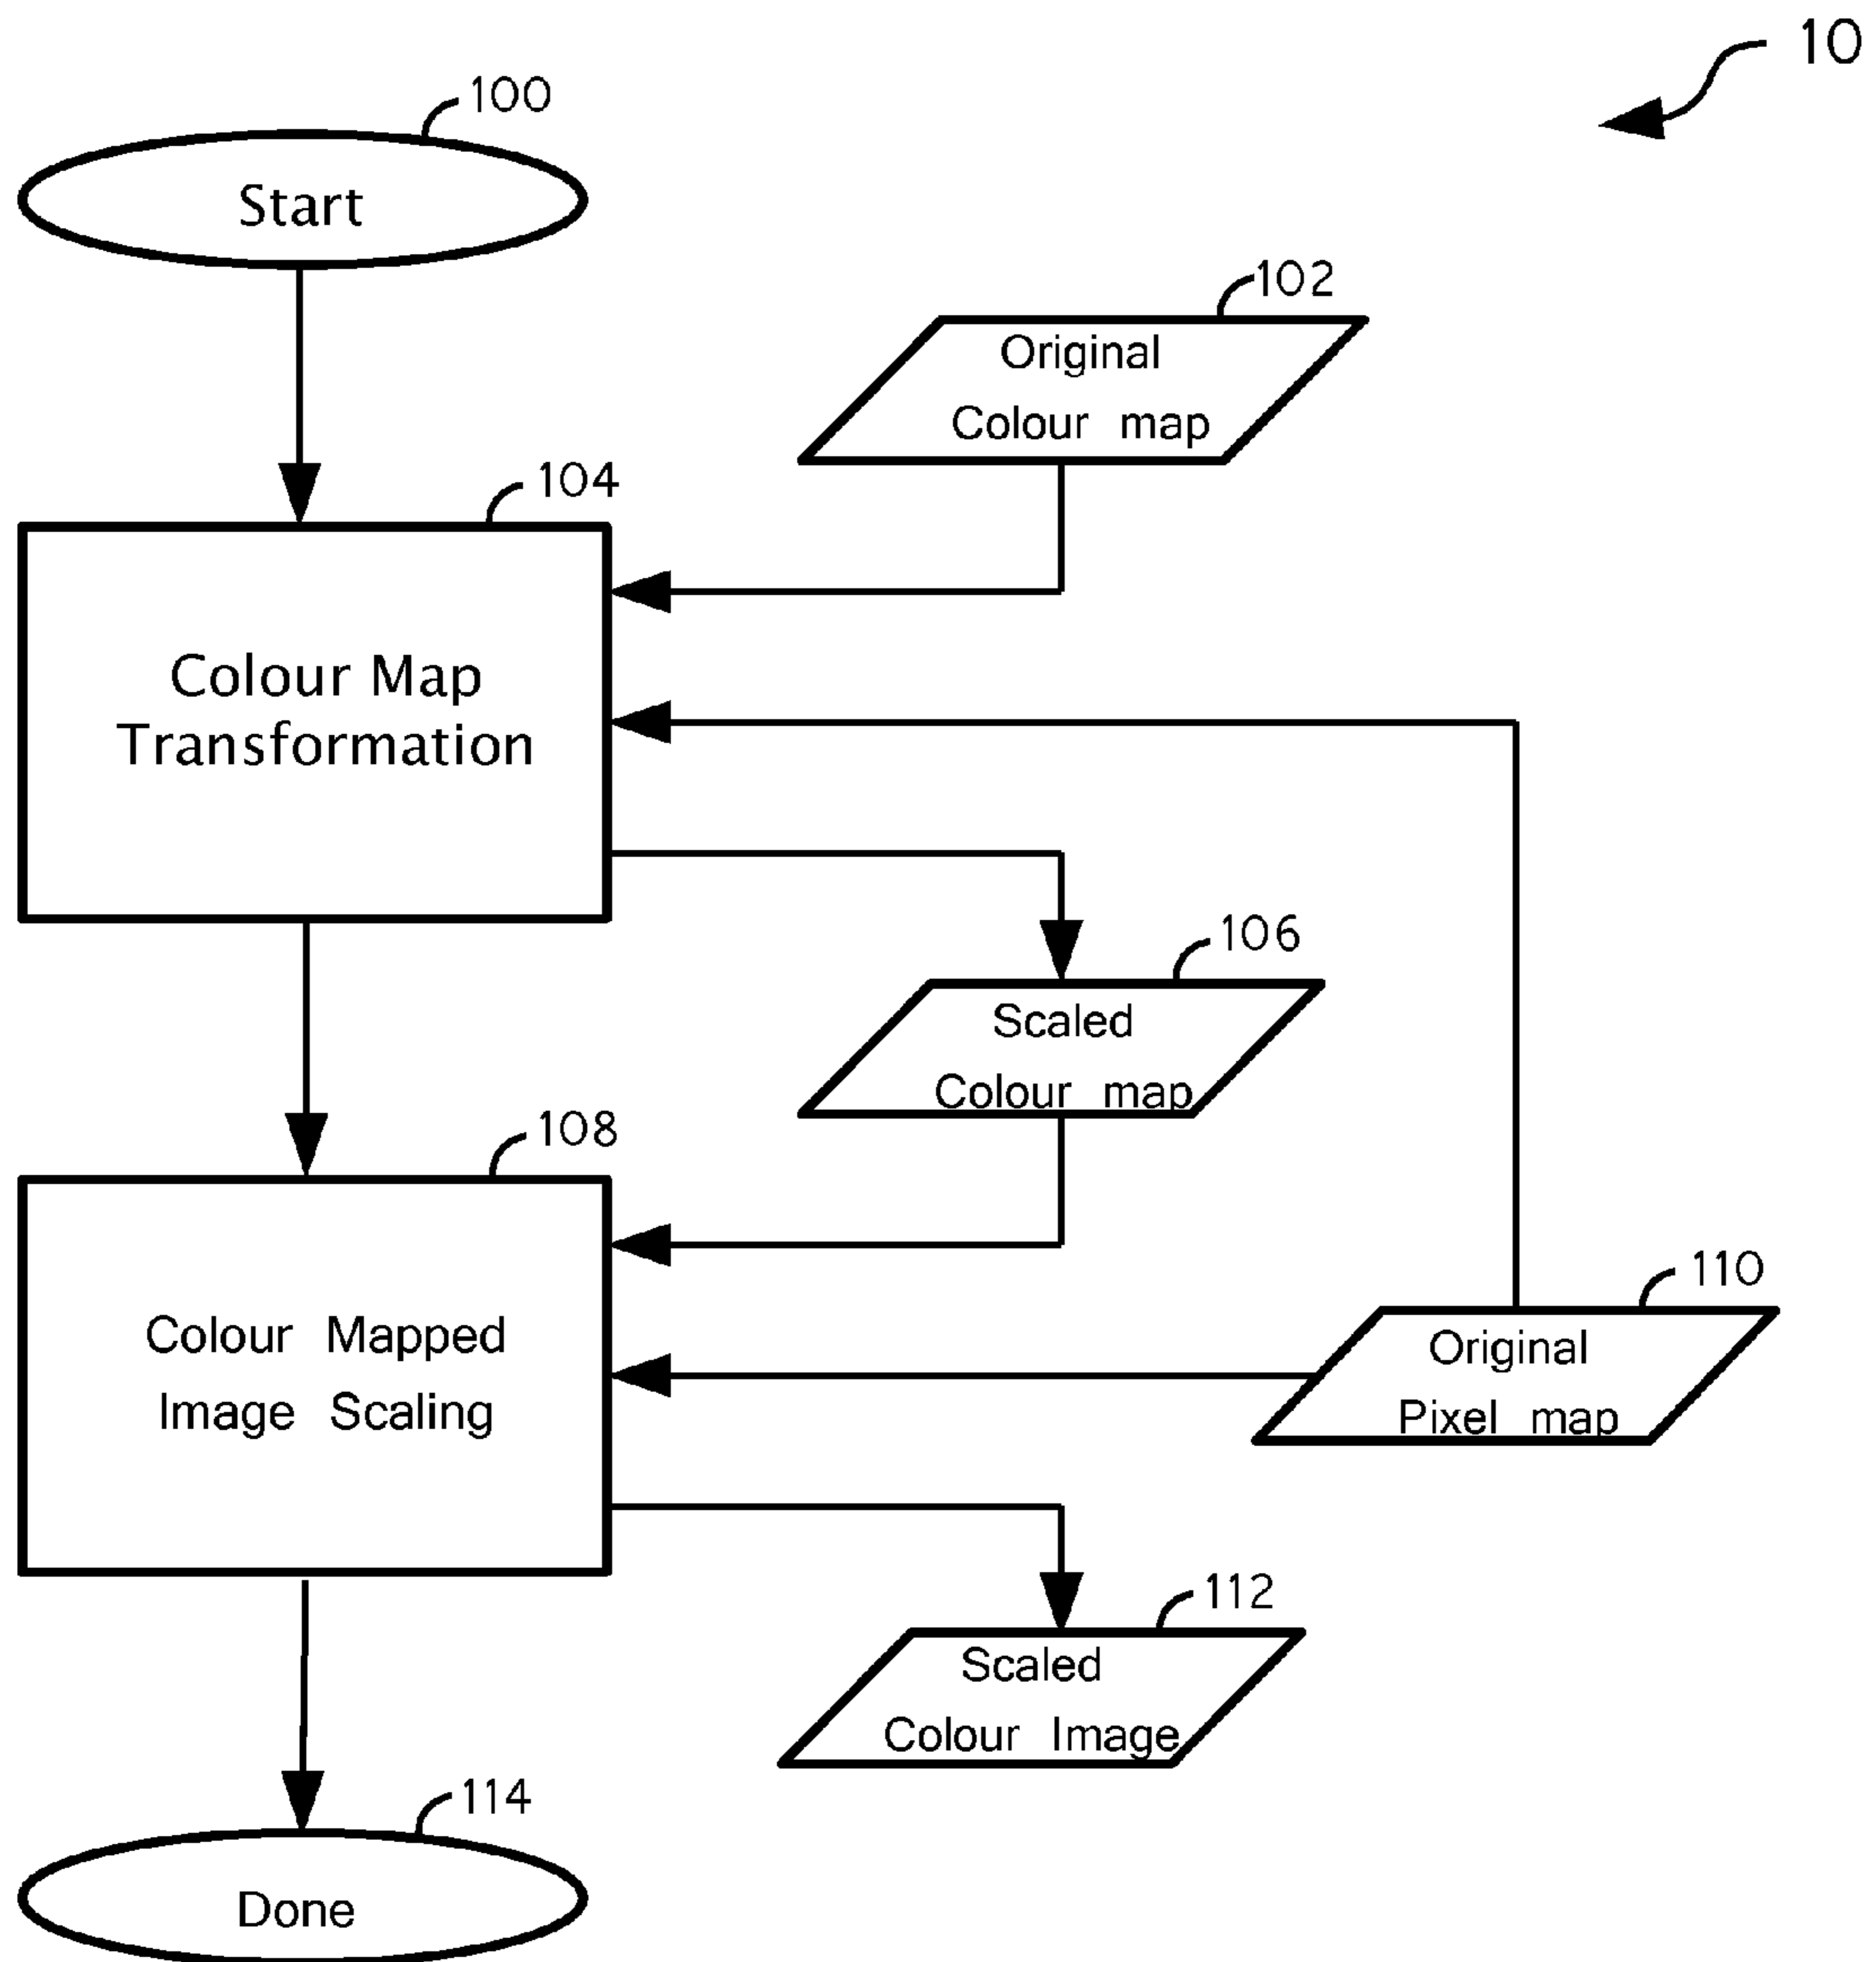 10
100
Start
102
Original
Colour map
104
Colour Map
Transformation
106
Scaled
Colour map
108
Colour Mapped
Image Scaling
110
Original
Pixel map
112
Scaled
Colour Image
114
Done